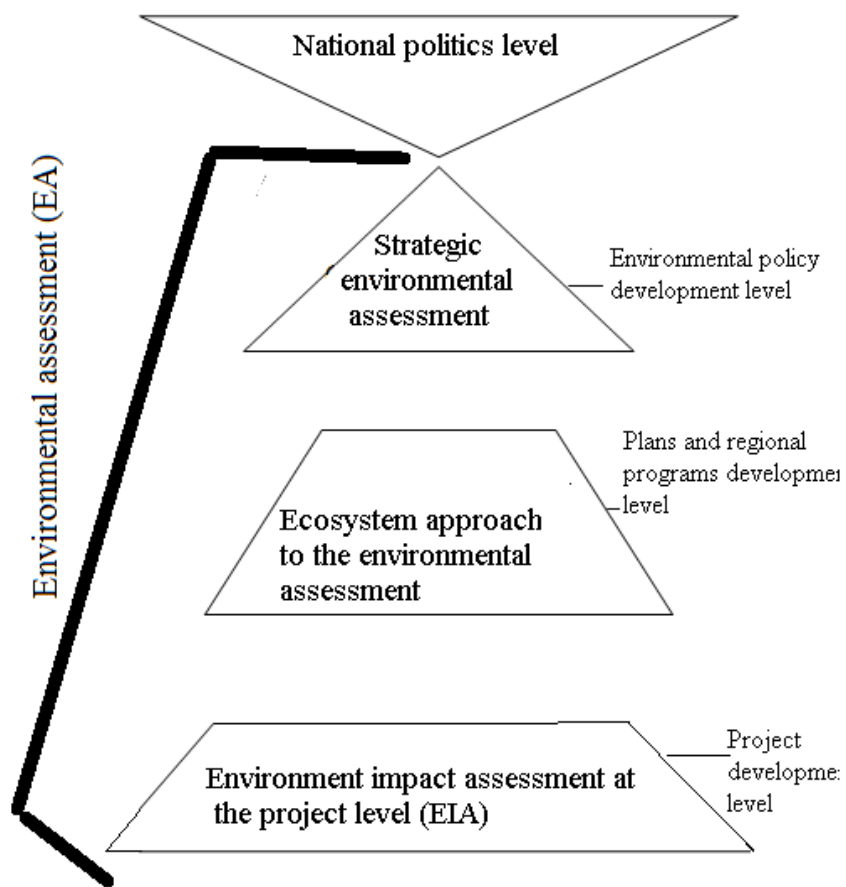 National politics level
Environmental assessment (EA)
Strategic
environmental
assessment
Environmental policy
development level
Plans and regional
programs developme
level
Ecosystem approach
to the environmental
assessment
Environment impact assessment at
the project level (EIA)
Project
developme
level